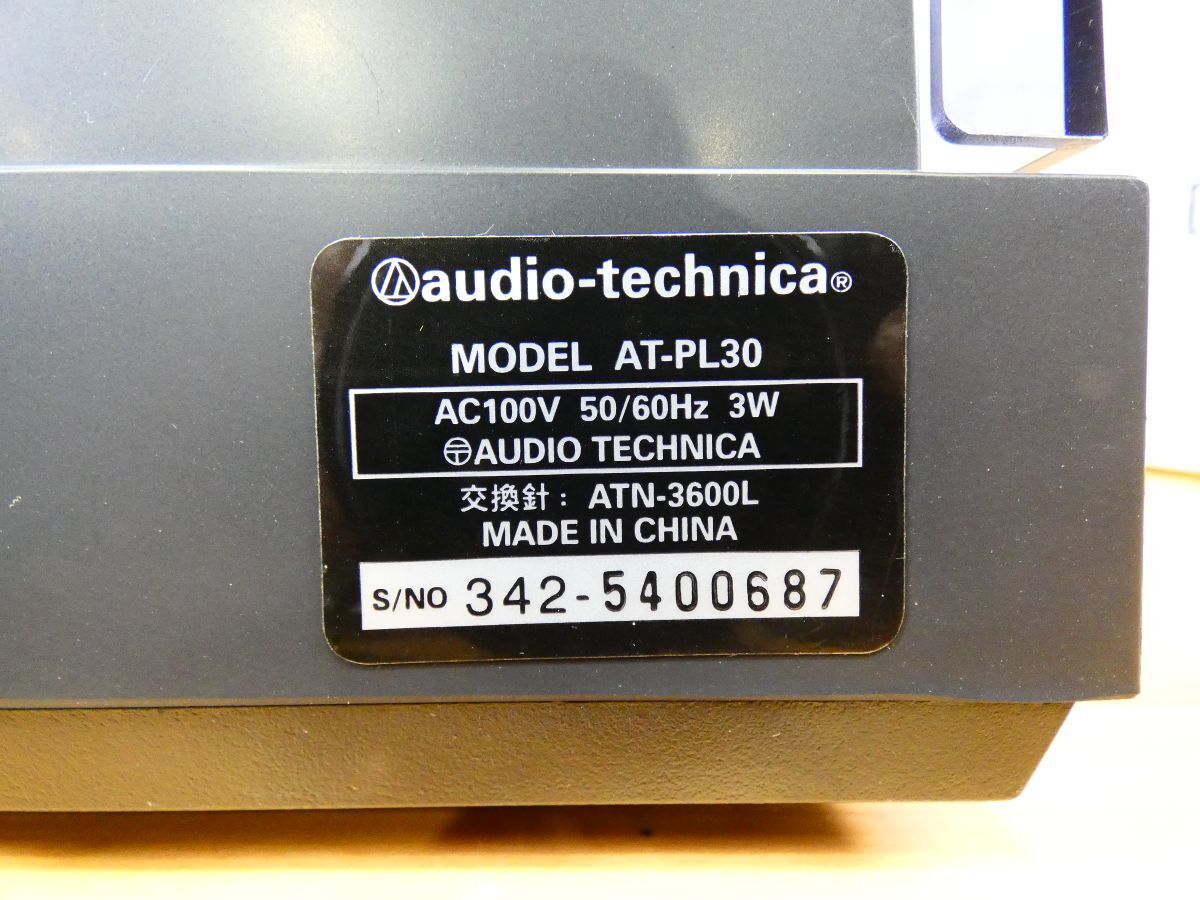 audio-technica®
MODEL AT-PL30
AC100V 50/60Hz 3W
AUDIO TECHNICA
交換針: ATN-3600L
MADE IN CHINA
S/NO 342-5400687